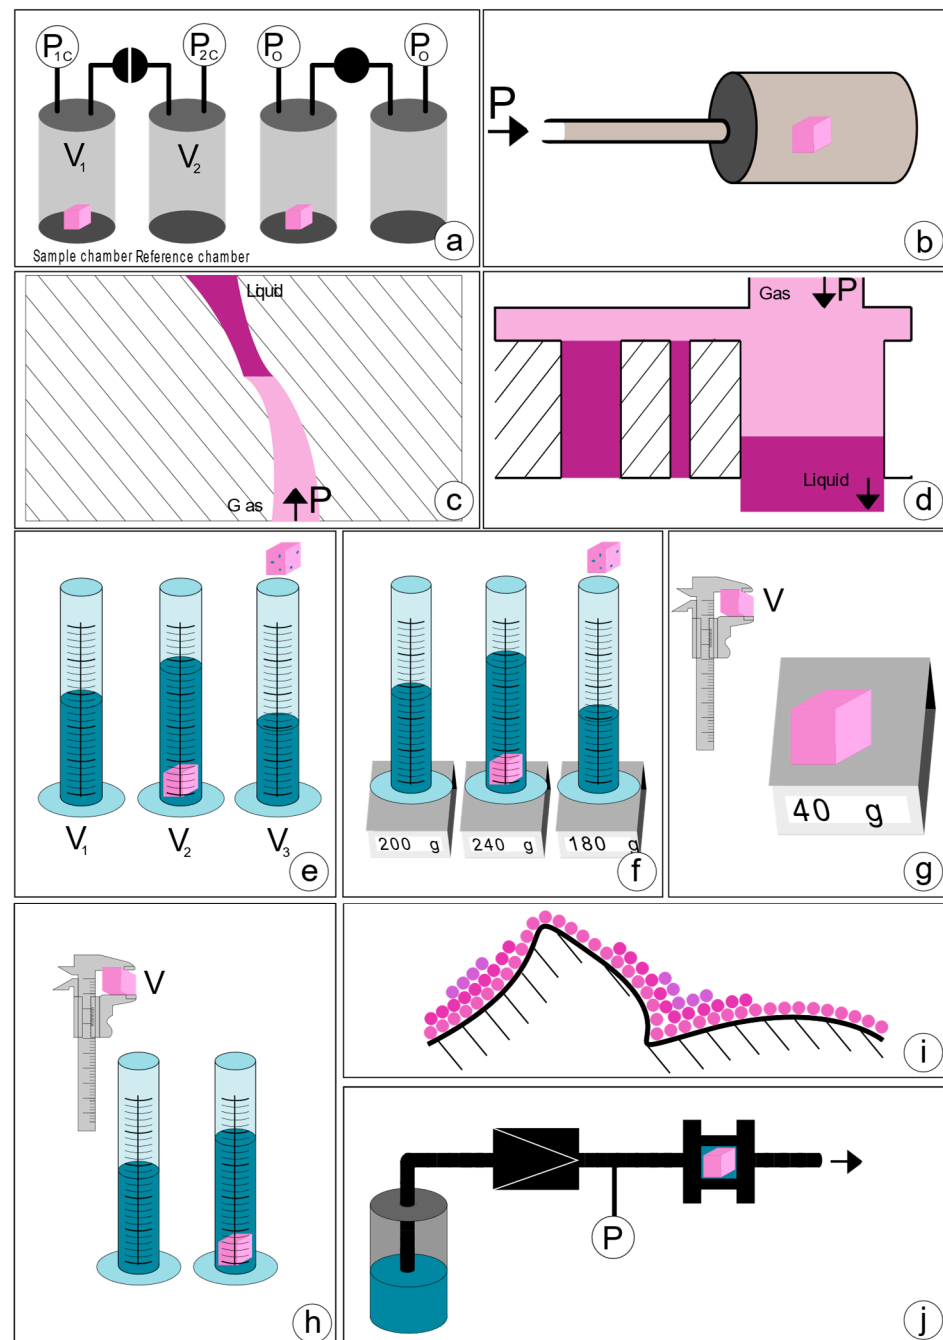 P1C
P2C
PO
PO
V1
V2
Sample chamber Reference chamber
a
P
b
Liquid
Gas
P
c
Gas
P
Liquid
d
V1
V2
V3
e
200 g
240 g
180 g
f
V
40 g
g
V
h
i
P
j